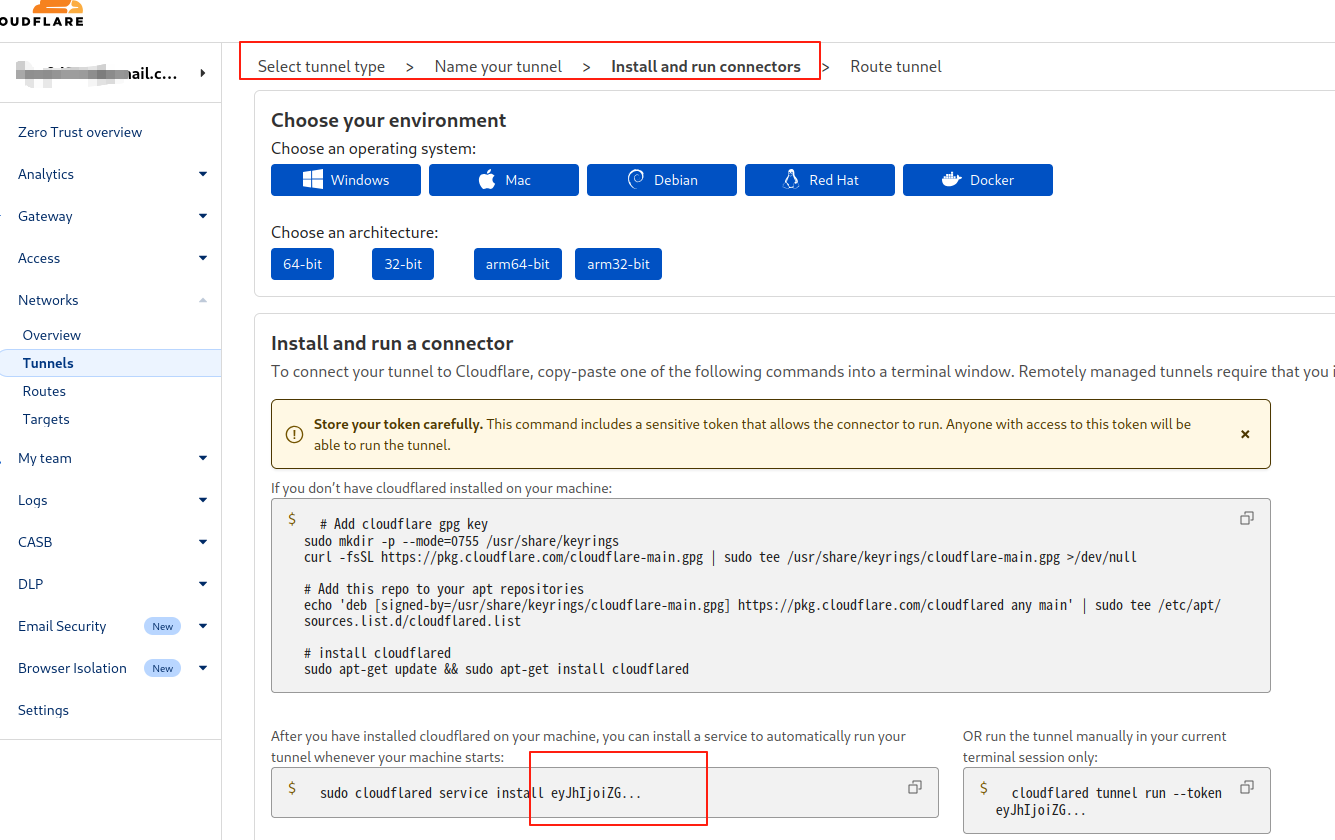 OUDFLARE
ail.c...
Select tunnel type > Name your tunnel > Install and run connectors > Route tunnel
Choose your environment
Choose an operating system:
Windows Mac Debian Red Hat Docker
Choose an architecture:
64-bit 32-bit arm64-bit arm32-bit
Zero Trust overview
Analytics
Gateway
Access
Networks
Overview
Tunnels
Routes
Targets
My team
Logs
CASB
DLP
Email Security New
Browser Isolation New
Settings
Install and run a connector
To connect your tunnel to Cloudflare, copy-paste one of the following commands into a terminal window. Remotely managed tunnels require that you i
Store your token carefully. This command includes a sensitive token that allows the connector to run. Anyone with access to this token will be
able to run the tunnel.
If you don’t have cloudflared installed on your machine:
$ # Add cloudflare gpg key
sudo mkdir -p --mode=0755 /usr/share/keyrings
curl -fsSL https://pkg.cloudflare.com/cloudflare-main.gpg | sudo tee /usr/share/keyrings/cloudflare-main.gpg >/dev/null
# Add this repo to your apt repositories
echo 'deb [signed-by=/usr/share/keyrings/cloudflare-main.gpg] https://pkg.cloudflare.com/cloudflared any main' | sudo tee /etc/apt/
sources.list.d/cloudflared.list
# install cloudflared
sudo apt-get update && sudo apt-get install cloudflared
After you have installed cloudflared on your machine, you can install a service to automatically run your
tunnel whenever your machine starts:
$ sudo cloudflared service install eyJhIjoiZG...
OR run the tunnel manually in your current
terminal session only:
$ cloudflared tunnel run --token
eyJhIjoiZG...